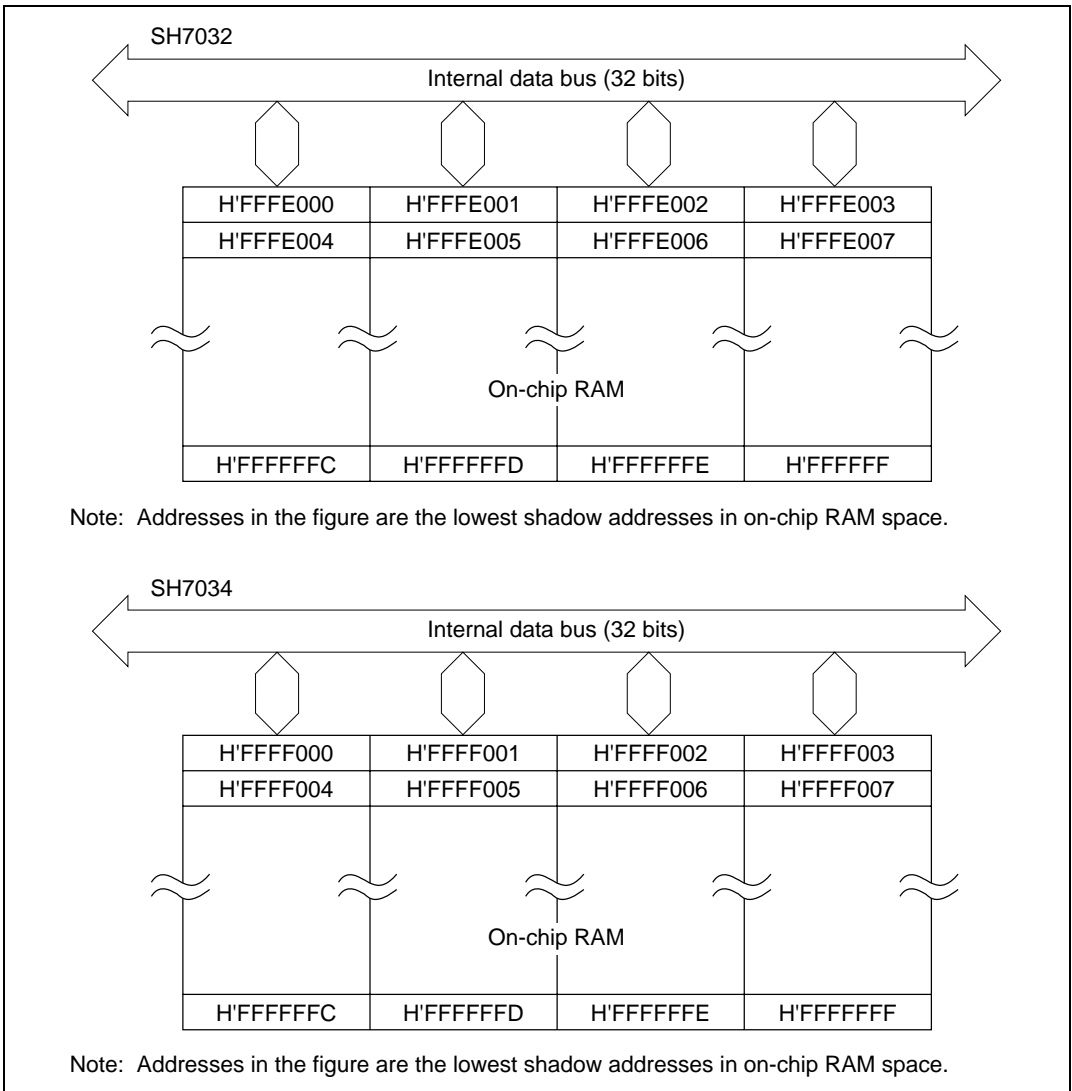 SH7032
Internal data bus (32 bits)
H'FFFE000 H'FFFE001 H'FFFE002 H'FFFE003
H'FFFE004 H'FFFE005 H'FFFE006 H'FFFE007
On-chip RAM
H'FFFFFFC H'FFFFFFD H'FFFFFFE H'FFFFFF
Note: Addresses in the figure are the lowest shadow addresses in on-chip RAM space.
SH7034
Internal data bus (32 bits)
H'FFFF000 H'FFFF001 H'FFFF002 H'FFFF003
H'FFFF004 H'FFFF005 H'FFFF006 H'FFFF007
On-chip RAM
H'FFFFFFC H'FFFFFFD H'FFFFFFE H'FFFFFFF
Note: Addresses in the figure are the lowest shadow addresses in on-chip RAM space.